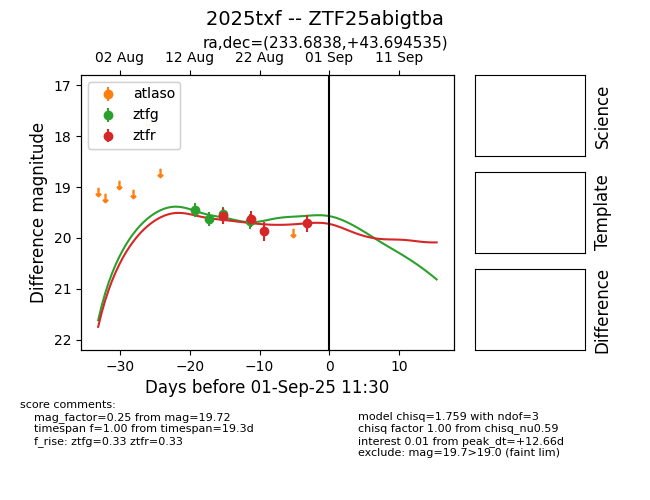 2025txf -- ZTF25abigtba
ra,dec=(233.6838,+43.694535)
02 Aug 12 Aug 22 Aug 01 Sep 11 Sep
17
18
19
20
21
22
Difference magnitude
atlaso
ztfg
ztfr
−30 −20 −10 0 10
Days before 01-Sep-25 11:30
Science
Template
Difference
score comments:
mag_factor=0.25 from mag=19.72
timespan f=1.00 from timespan=19.3d
f_rise: ztfg=0.33 ztfr=0.33
model chisq=1.759 with ndof=3
chisq factor 1.00 from chisq_nu0.59
interest 0.01 from peak_dt=+12.66d
exclude: mag=19.7>19.0 (faint lim)